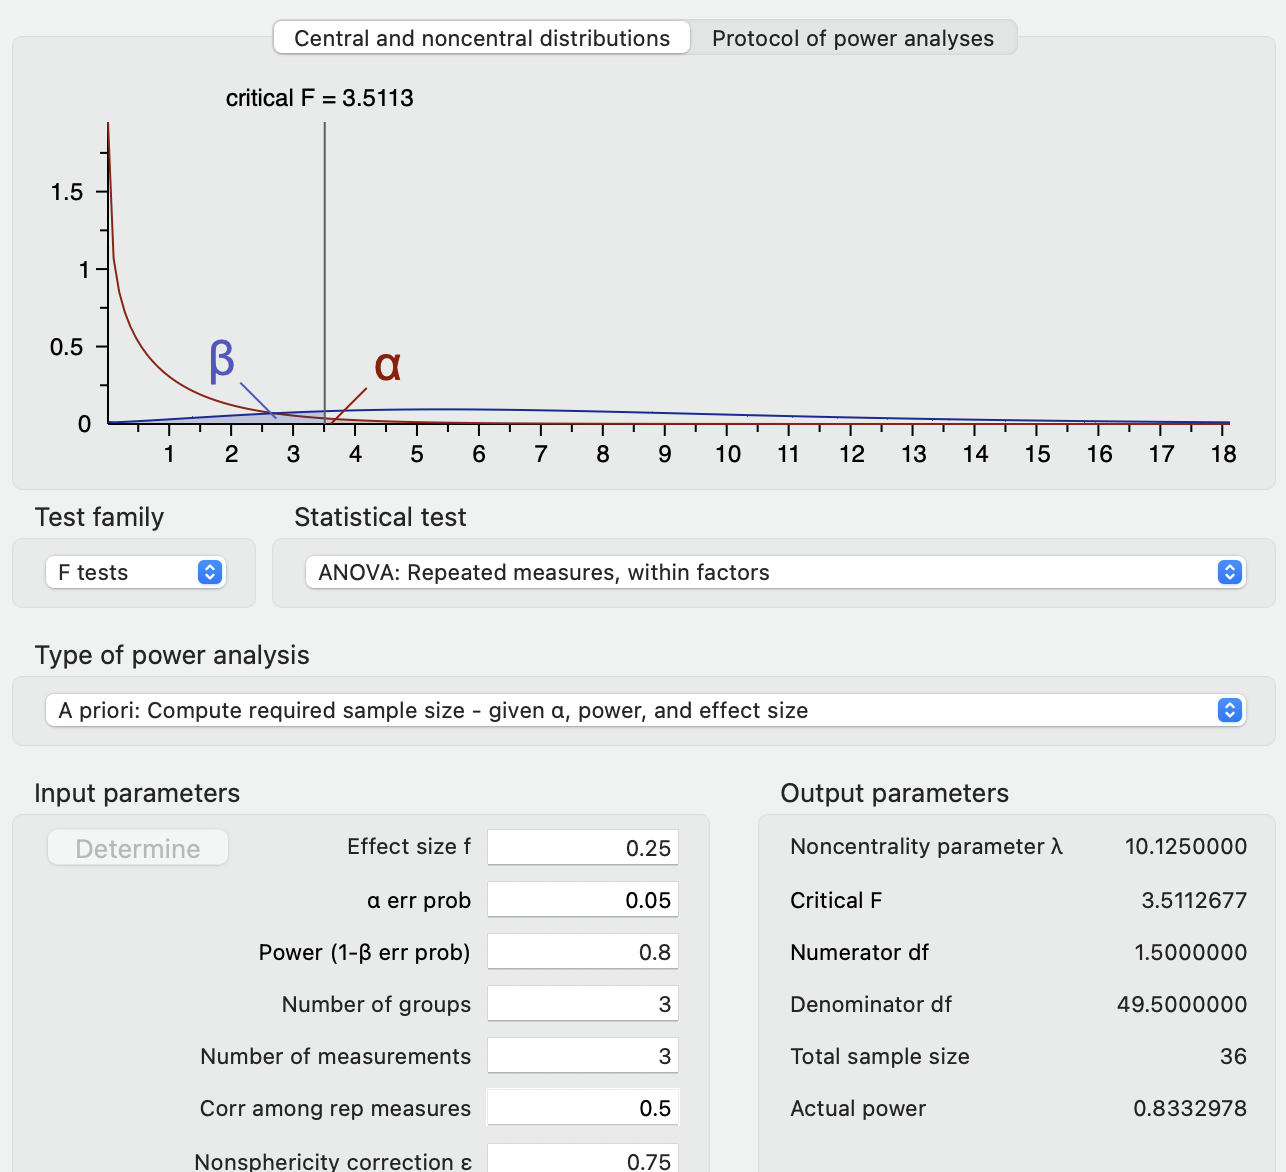 Central and noncentral distributions
Protocol of power analyses
critical F = 3.5113
1.5
1
0.5
0
β
α
1 2 3 4 5 6 7 8 9 10 11 12 13 14 15 16 17 18
Test family
Statistical test
F tests
ANOVA: Repeated measures, within factors
Type of power analysis
A priori: Compute required sample size - given α, power, and effect size
Input parameters
Determine
Effect size f 0.25
α err prob 0.05
Power (1-β err prob) 0.8
Number of groups 3
Number of measurements 3
Corr among rep measures 0.5
Nonsphericity correction ε 0.75
Output parameters
Noncentrality parameter λ 10.1250000
Critical F 3.5112677
Numerator df 1.5000000
Denominator df 49.5000000
Total sample size 36
Actual power 0.8332978